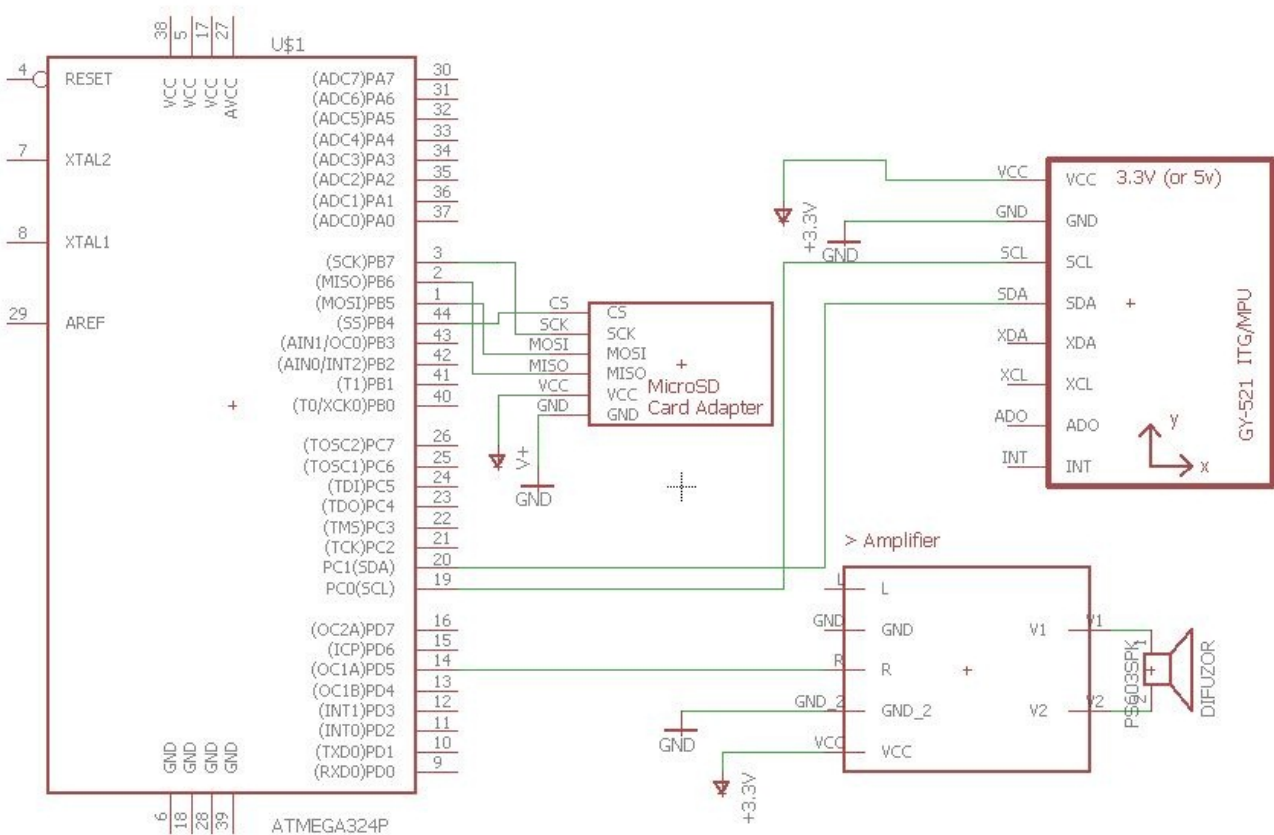 U$1
38
5
17
27
VCC
VCC
VCC
AVCC
4
RESET
7
XTAL2
8
XTAL1
29
AREF
(ADC7)PA7 30
(ADC6)PA6 31
(ADC5)PA5 32
(ADC4)PA4 33
(ADC3)PA3 34
(ADC2)PA2 35
(ADC1)PA1 36
(ADC0)PA0 37
(SCK)PB7 3
(MISO)PB6 2
(MOSI)PB5 1
(SS)PB4 44
(AIN1/OC0)PB3 43
(AIN0/INT2)PB2 42
(T1)PB1 41
(T0/XCK0)PB0 40
(TOSC2)PC7 26
(TOSC1)PC6 25
(TDI)PC5 24
(TDO)PC4 23
(TMS)PC3 22
(TCK)PC2 21
PC1(SDA) 20
PC0(SCL) 19
(OC2A)PD7 16
(ICP)PD6 15
(OC1A)PD5 14
(OC1B)PD4 13
(INT1)PD3 12
(INT0)PD2 11
(TXD0)PD1 10
(RXD0)PD0 9
GND
GND
GND
GND
6
18
28
39
ATMEGA324P
CS CS
SCK SCK
MOSI MOSI
MISO MISO
VCC VCC
GND GND
MicroSD
Card Adapter
V+
GND
+3.3V
GND
VCC VCC 3.3V (or 5v)
GND GND
SCL SCL
SDA SDA
XDA XDA
XCL XCL
ADO ADO
INT INT
GY-521 ITG/MPU
y
x
> Amplifier
L L
GND GND
R R
GND_2 GND_2
VCC VCC
GND
+3.3V
V1 V1
V2 V2
1
2
PS603SPK
DIFUZOR